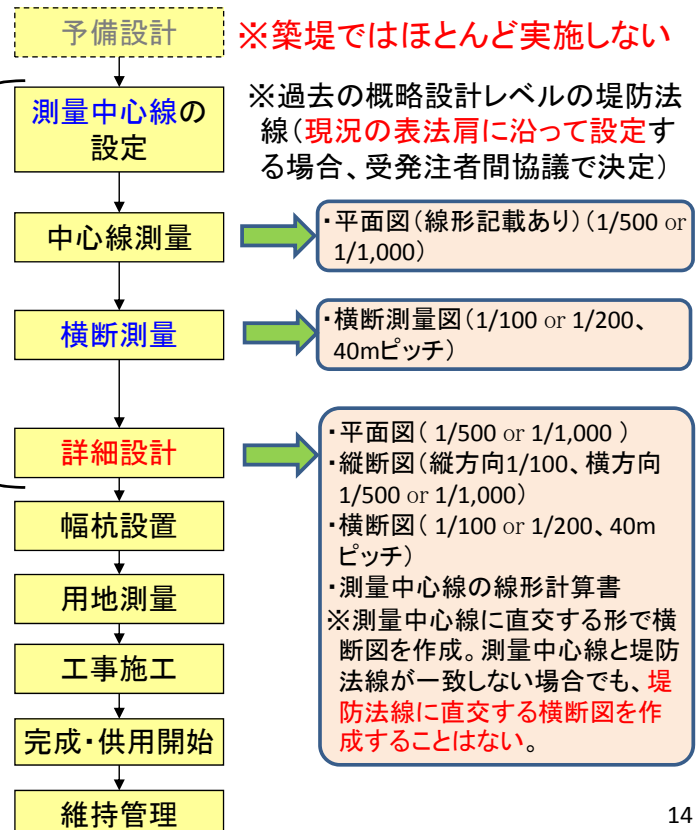 予備設計
※築堤ではほとんど実施しない
測量中心線の
設定
※過去の概略設計レベルの堤防法
線（現況の表法肩に沿って設定す
る場合、受発注者間協議で決定）
中心線測量
・平面図（線形記載あり）（1/500 or
1/1,000）
横断測量
・横断測量図（1/100 or 1/200、
40mピッチ）
詳細設計
・平面図（ 1/500 or 1/1,000 ）
・縦断図（縦方向1/100、横方向
1/500 or 1/1,000）
・横断図（ 1/100 or 1/200、40m
ピッチ）
・測量中心線の線形計算書
※測量中心線に直交する形で横
断図を作成。測量中心線と堤防
法線が一致しない場合でも、堤
防法線に直交する横断図を作
成することはない。
幅杭設置
用地測量
工事施工
完成・供用開始
維持管理
14